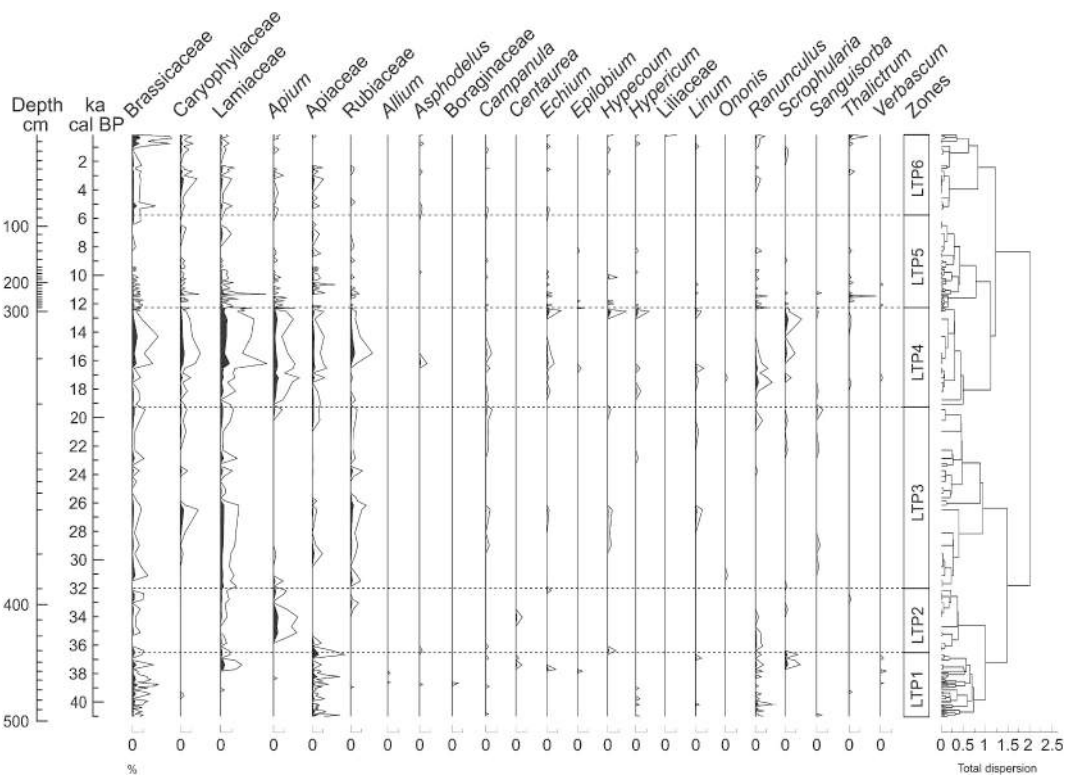 Brassicaceae
Caryophyllaceae
Lamiaceae
Apium
Apiaceae
Rubiaceae
Allium
Asphodelus
Boraginaceae
Campanula
Centaurea
Echium
Epilobium
Hypecoum
Hypericum
Liliaceae
Linum
Ononis
Ranunculus
Scrophularia
Sanguisorba
Thalictrum
Verbascum
Zones
Depth
cm
ka
cal BP
100
200
300
400
500
2
4
6
8
10
12
14
16
18
20
22
24
26
28
30
32
34
36
38
40
LTP6
LTP5
LTP4
LTP3
LTP2
LTP1
0 0 0 0 0 0 0 0 0 0 0 0 0 0 0 0 0 0 0 0 0 0 0
0 0.5 1 1.5 2 2.5
%
Total dispersion